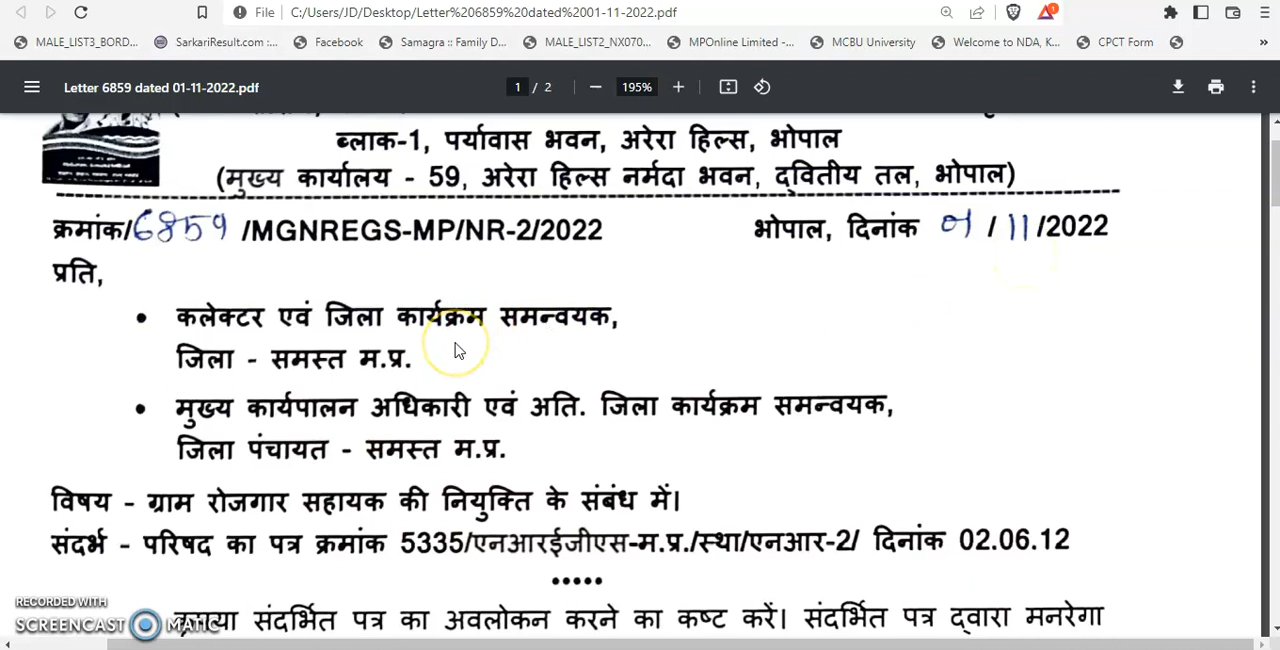 File C:/Users/JD/Desktop/Letter%206859%20dated%2001-11-2022.pdf
MALE_LIST3_BORD... SarkariResult.com :... Facebook Samagra :: Family D... MALE_LIST2_NX070... MPOnline Limited -... MCBU University Welcome to NDA, K... CPCT Form »
Letter 6859 dated 01-11-2022.pdf 1 / 2 195%
ब्लाक-1, पर्यावास भवन, अरेरा हिल्स, भोपाल
(मुख्य कार्यालय - 59, अरेरा हिल्स नर्मदा भवन, द्वितीय तल, भोपाल)
क्रमांक/6859 /MGNREGS-MP/NR-2/2022 भोपाल, दिनांक 01 / 11 /2022
प्रति,
• कलेक्टर एवं जिला कार्यक्रम समन्वयक,
जिला - समस्त म.प्र.
• मुख्य कार्यपालन अधिकारी एवं अति. जिला कार्यक्रम समन्वयक,
जिला पंचायत - समस्त म.प्र.
विषय - ग्राम रोजगार सहायक की नियुक्ति के संबंध में।
संदर्भ - परिषद का पत्र क्रमांक 5335/एनआरईजीएस-म.प्र./स्था/एनआर-2/ दिनांक 02.06.12
•••••
संदर्भित पत्र का अवलोकन करने का कष्ट करें। संदर्भित पत्र द्वारा मनरेगा
RECORDED WITH
SCREENCAST MATIC